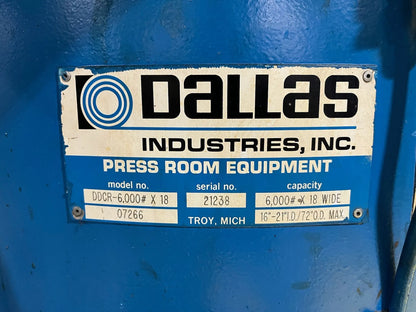 DALLAS
INDUSTRIES, INC.
PRESS ROOM EQUIPMENT
model no. serial no. capacity
DDCR-6,000# X 18 21238 6,000# X 18 WIDE
07266 TROY, MICH 16"-21"I.D./72"O.D. MAX.